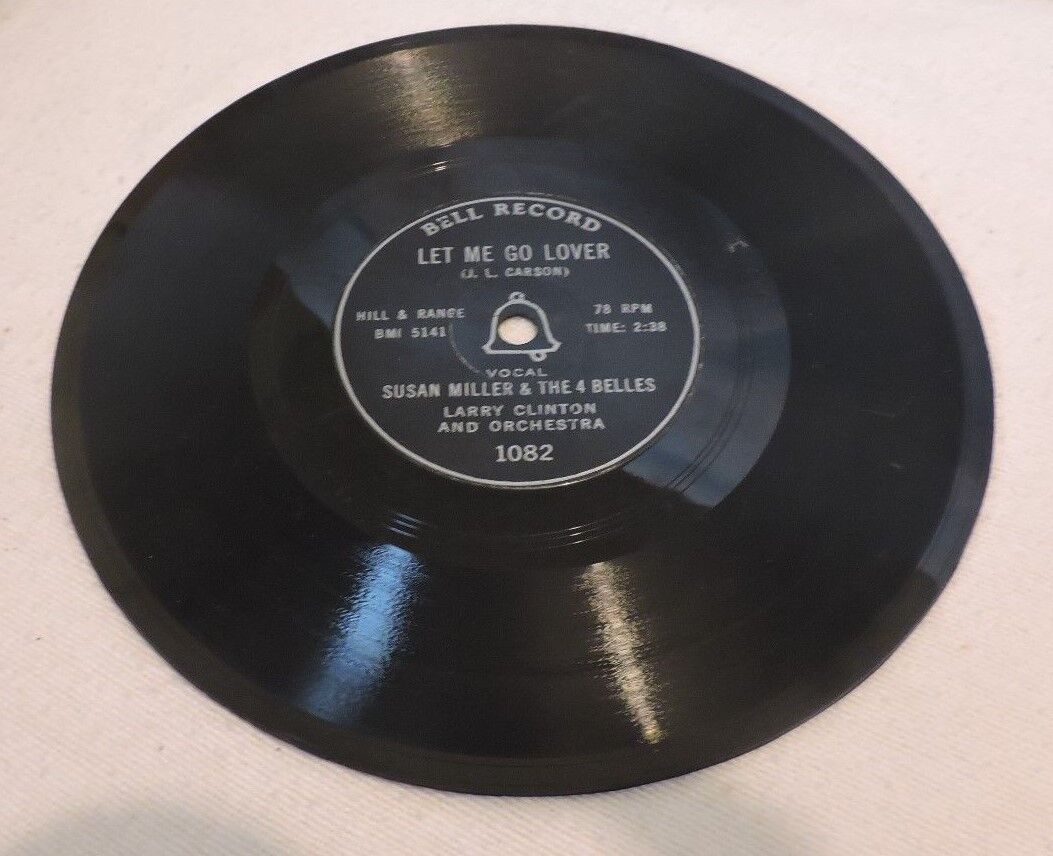 BELL RECORD
LET ME GO LOVER
(J. L. CARSON)
HILL & RANGE
BMI 5141
78 RPM
TIME: 2:38
VOCAL
SUSAN MILLER & THE 4 BELLES
LARRY CLINTON
AND ORCHESTRA
1082